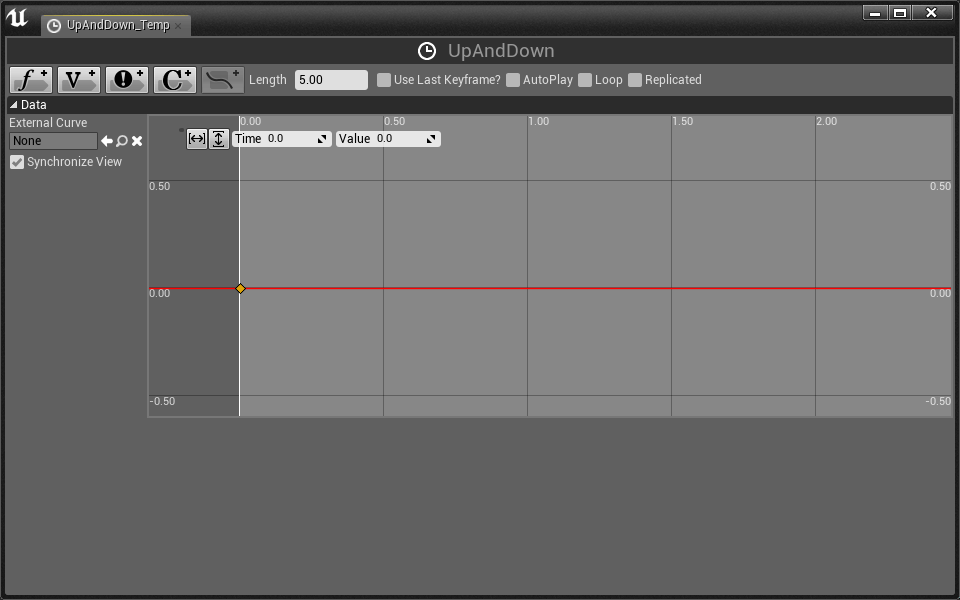 UpAndDown_Temp
UpAndDown
f V C Length 5.00 Use Last Keyframe? AutoPlay Loop Replicated
Data
External Curve
None
Synchronize View
0.00 0.50 1.00 1.50 2.00
Time 0.0 Value 0.0
0.50 0.50
0.00 0.00
-0.50 -0.50